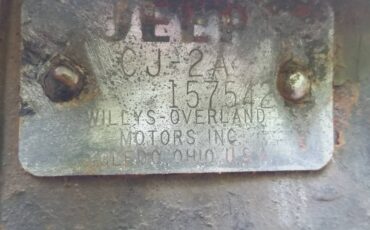 JEEP
CJ-2A
157542
WILLYS-OVERLAND
MOTORS INC.
TOLEDO, OHIO, U.S.A.